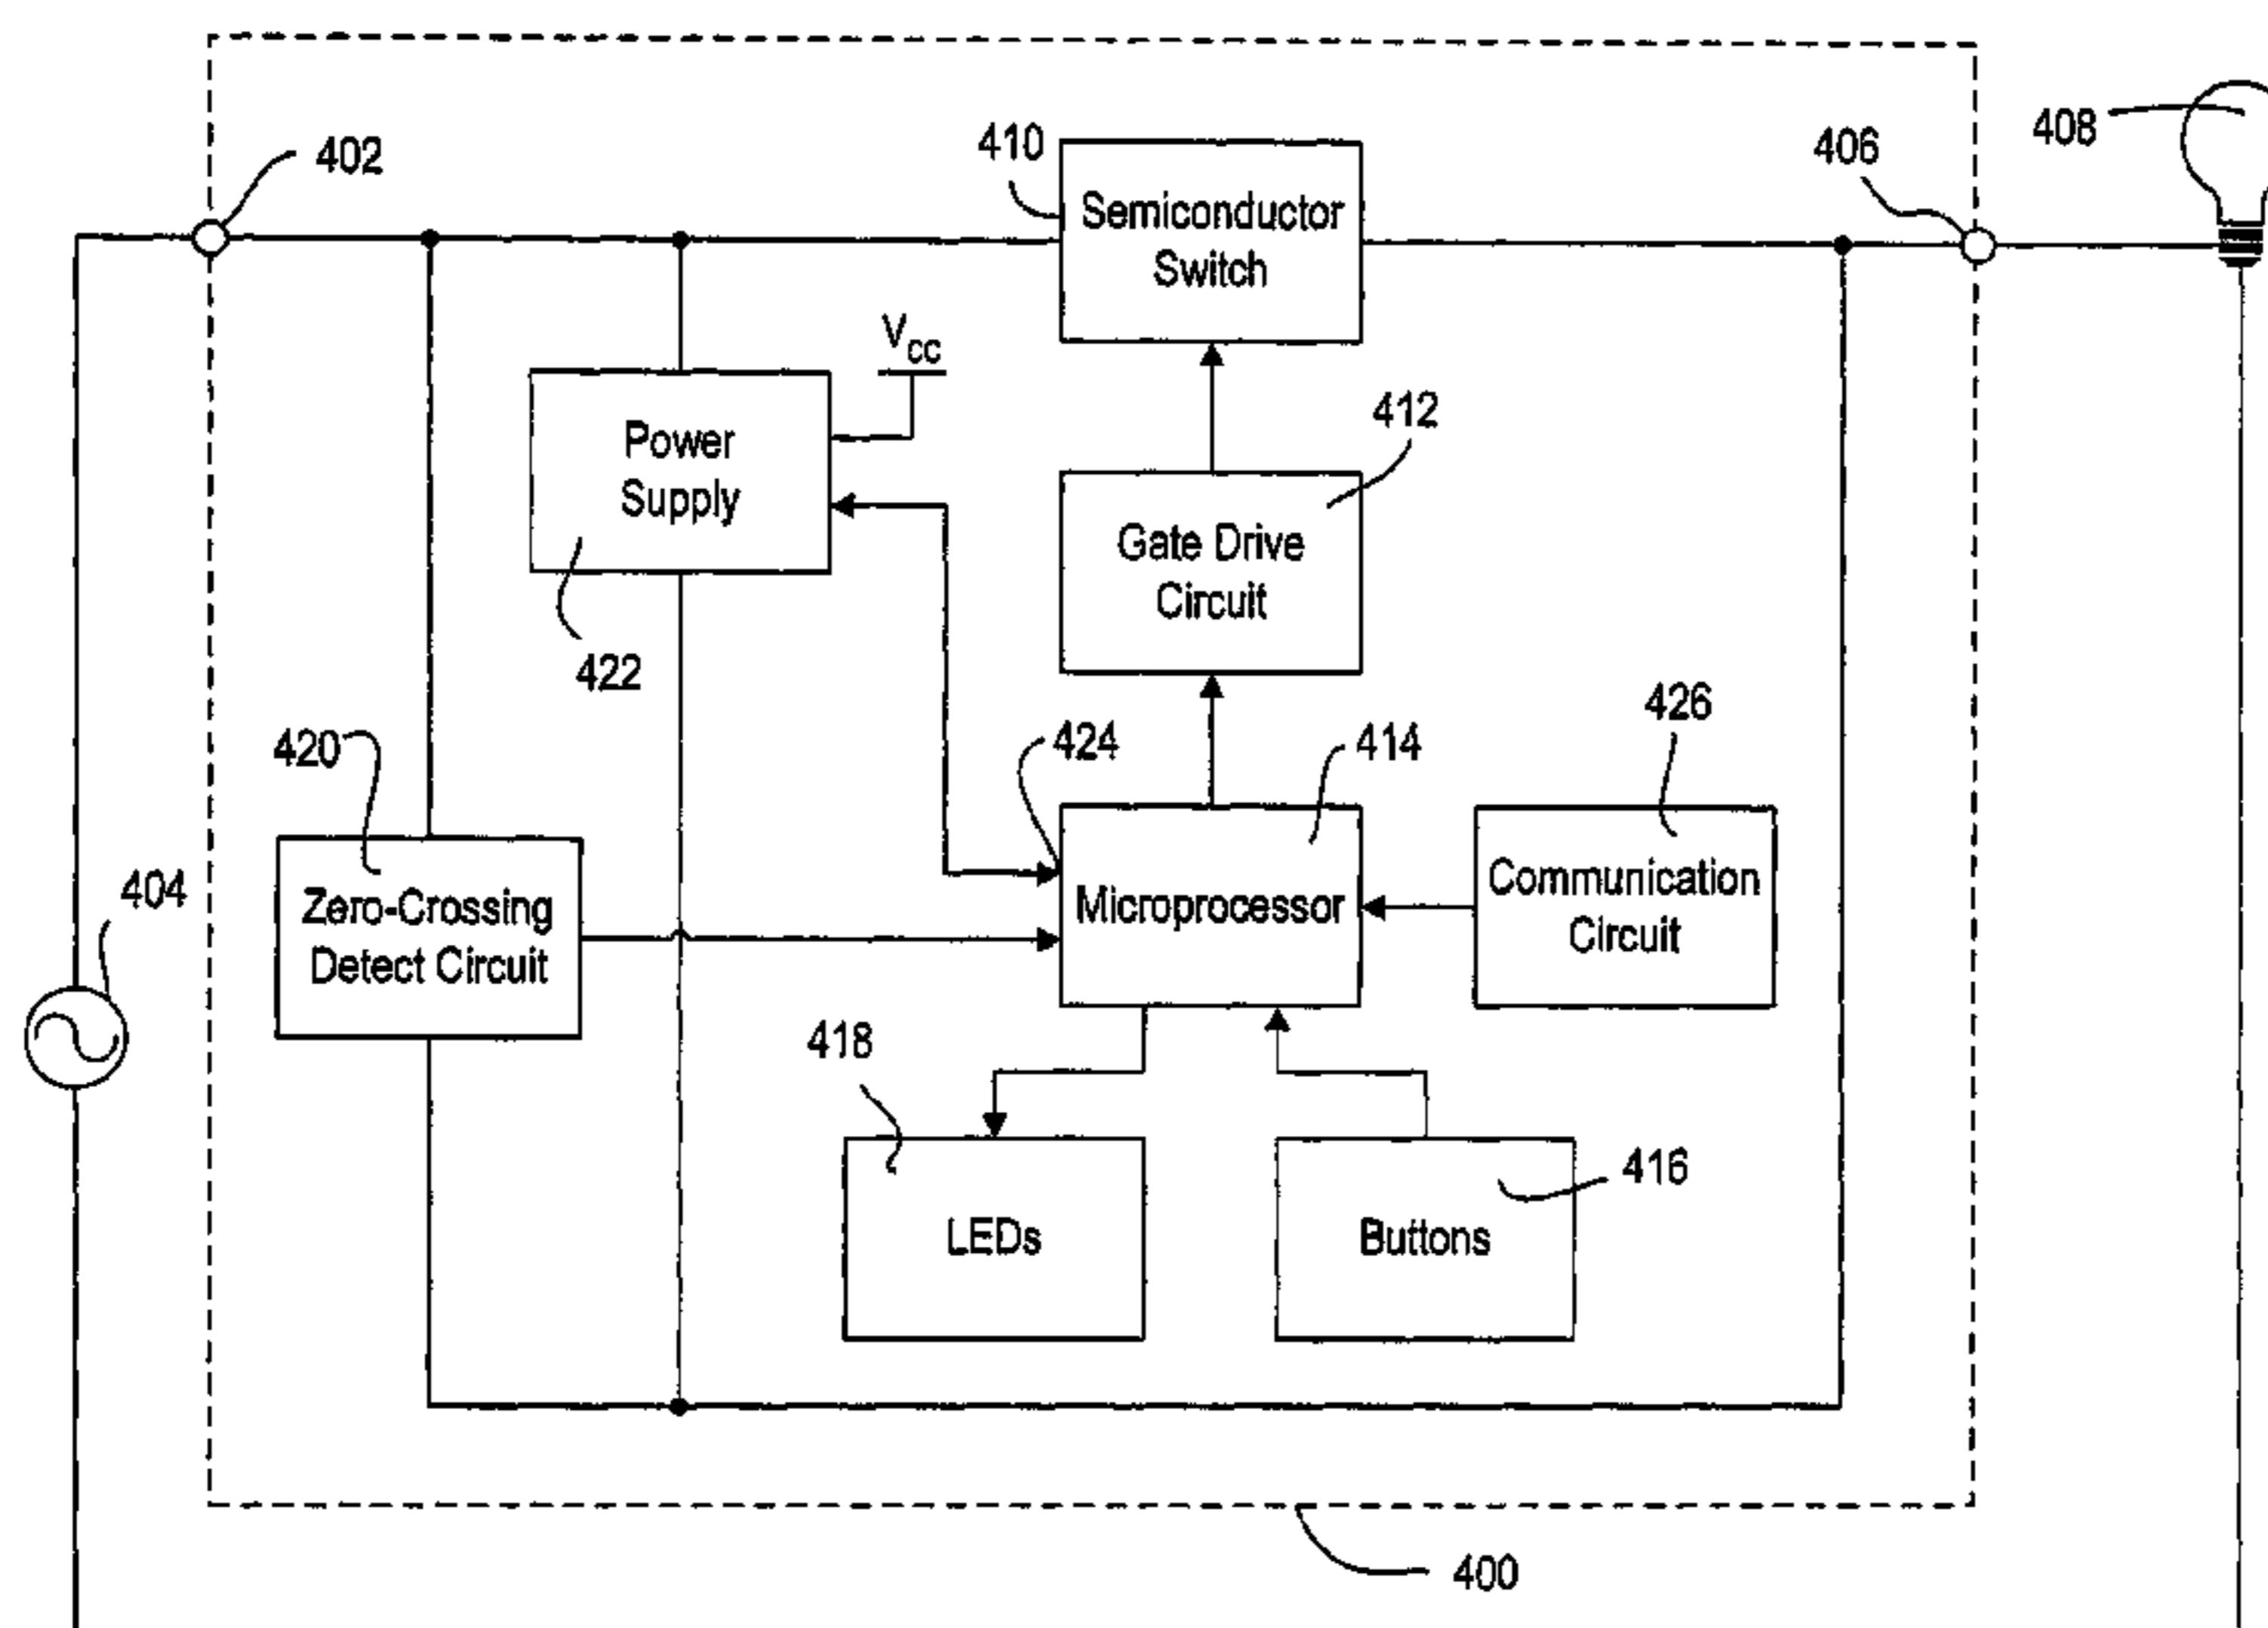 402
410
406
408
Semiconductor
Switch
VCC
412
Power
Supply
Gate Drive
Circuit
422
426
420
424
414
404
Zero-Crossing
Detect Circuit
Microprocessor
Communication
Circuit
418
416
LEDs
Buttons
400